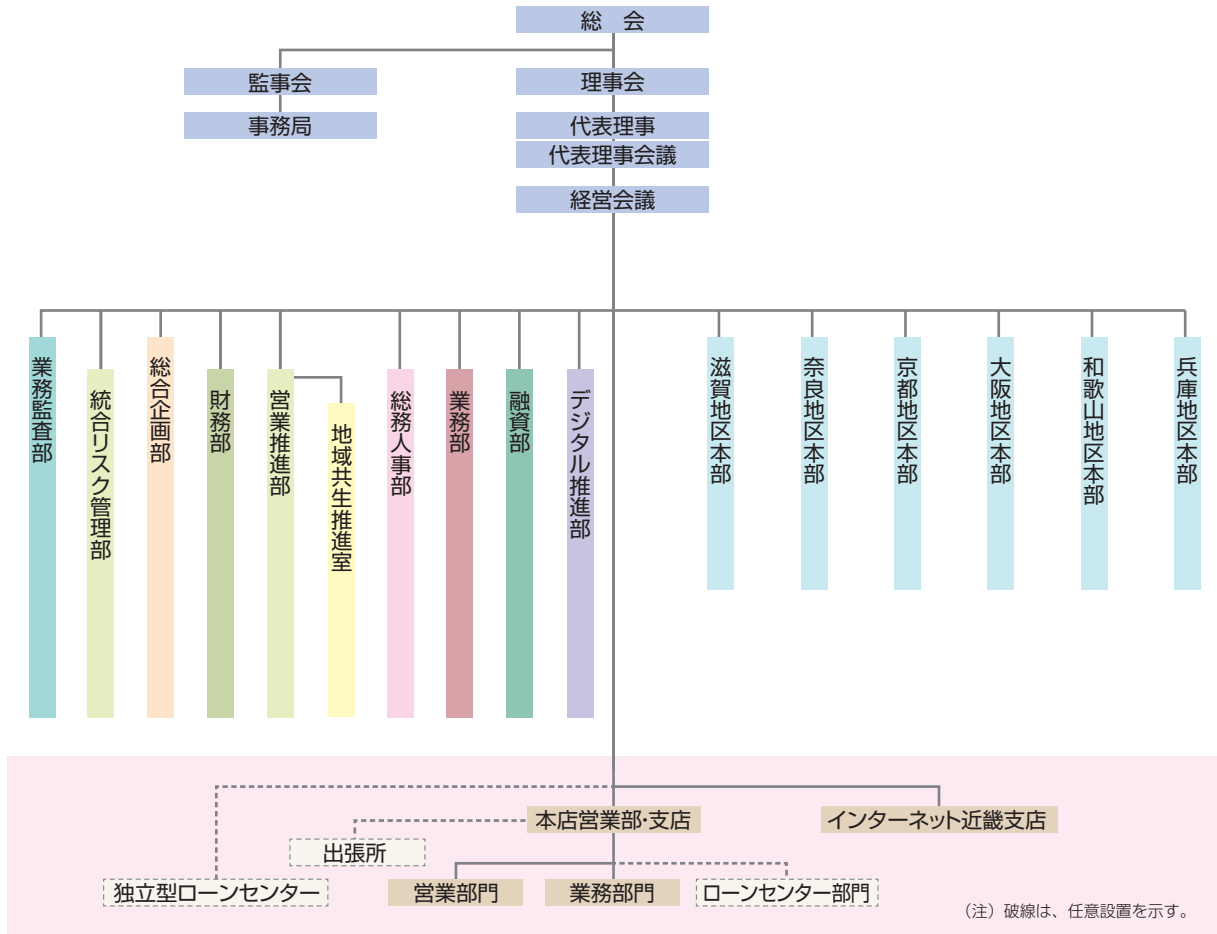 総　会
監事会
理事会
事務局
代表理事
代表理事会議
経営会議
業務監査部
統合リスク管理部
総合企画部
財務部
営業推進部
地域共生推進室
総務人事部
業務部
融資部
デジタル推進部
滋賀地区本部
奈良地区本部
京都地区本部
大阪地区本部
和歌山地区本部
兵庫地区本部
本店営業部・支店
インターネット近畿支店
出張所
独立型ローンセンター
営業部門
業務部門
ローンセンター部門
（注）破線は、任意設置を示す。